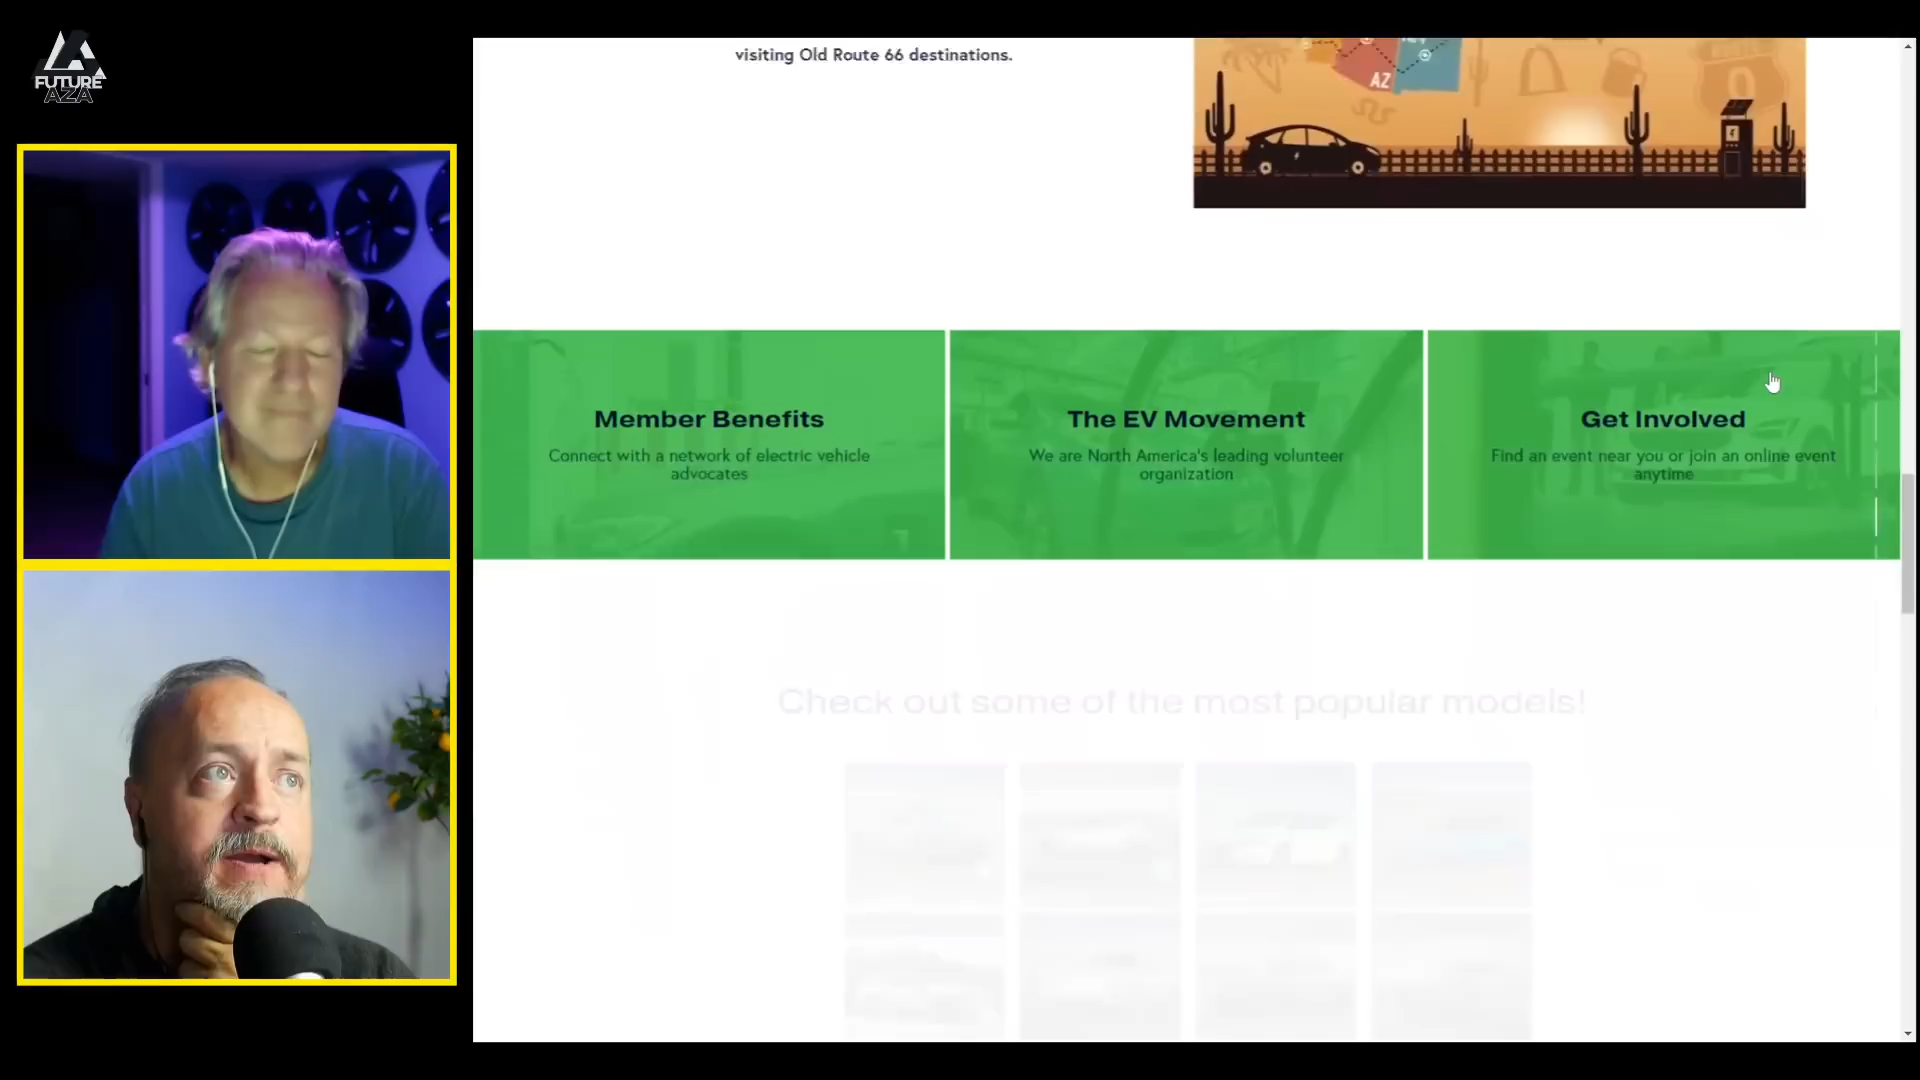 FUTURE
AZA
visiting Old Route 66 destinations.
AZ
Member Benefits
Connect with a network of electric vehicle
advocates
The EV Movement
We are North America's leading volunteer
organization
Get Involved
Find an event near you or join an online event
anytime
Check out some of the most popular models!